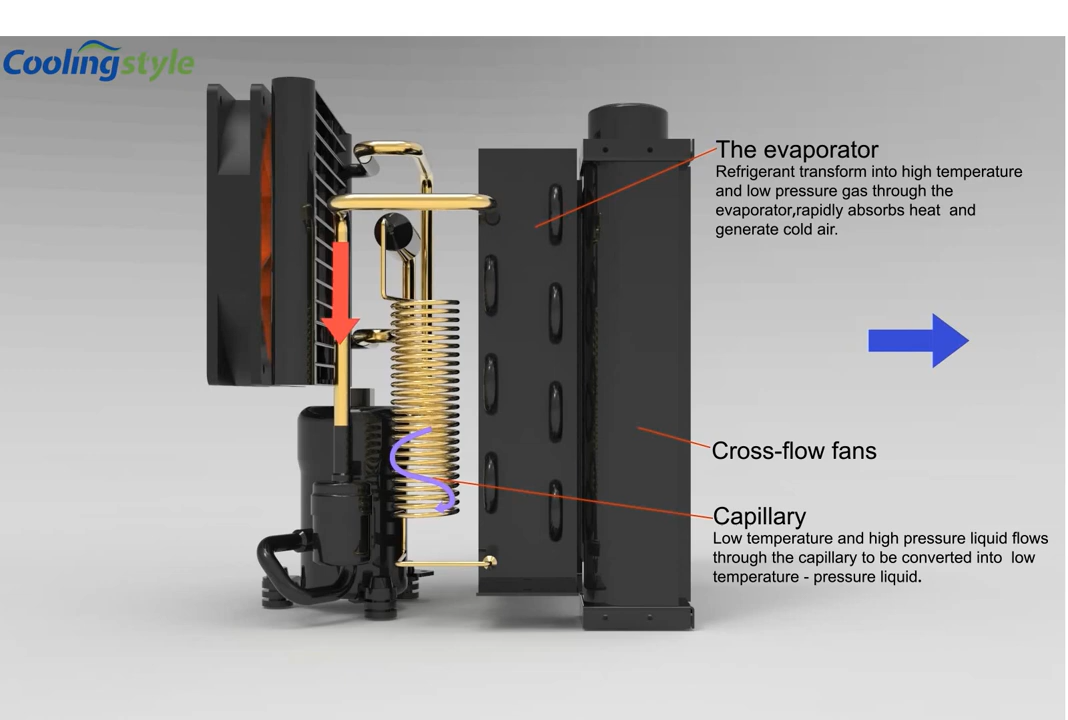 Coolingstyle
The evaporator
Refrigerant transform into high temperature
and low pressure gas through the
evaporator,rapidly absorbs heat  and
generate cold air.
Cross-flow fans
Capillary
Low temperature and high pressure liquid flows
through the capillary to be converted into  low
temperature - pressure liquid.